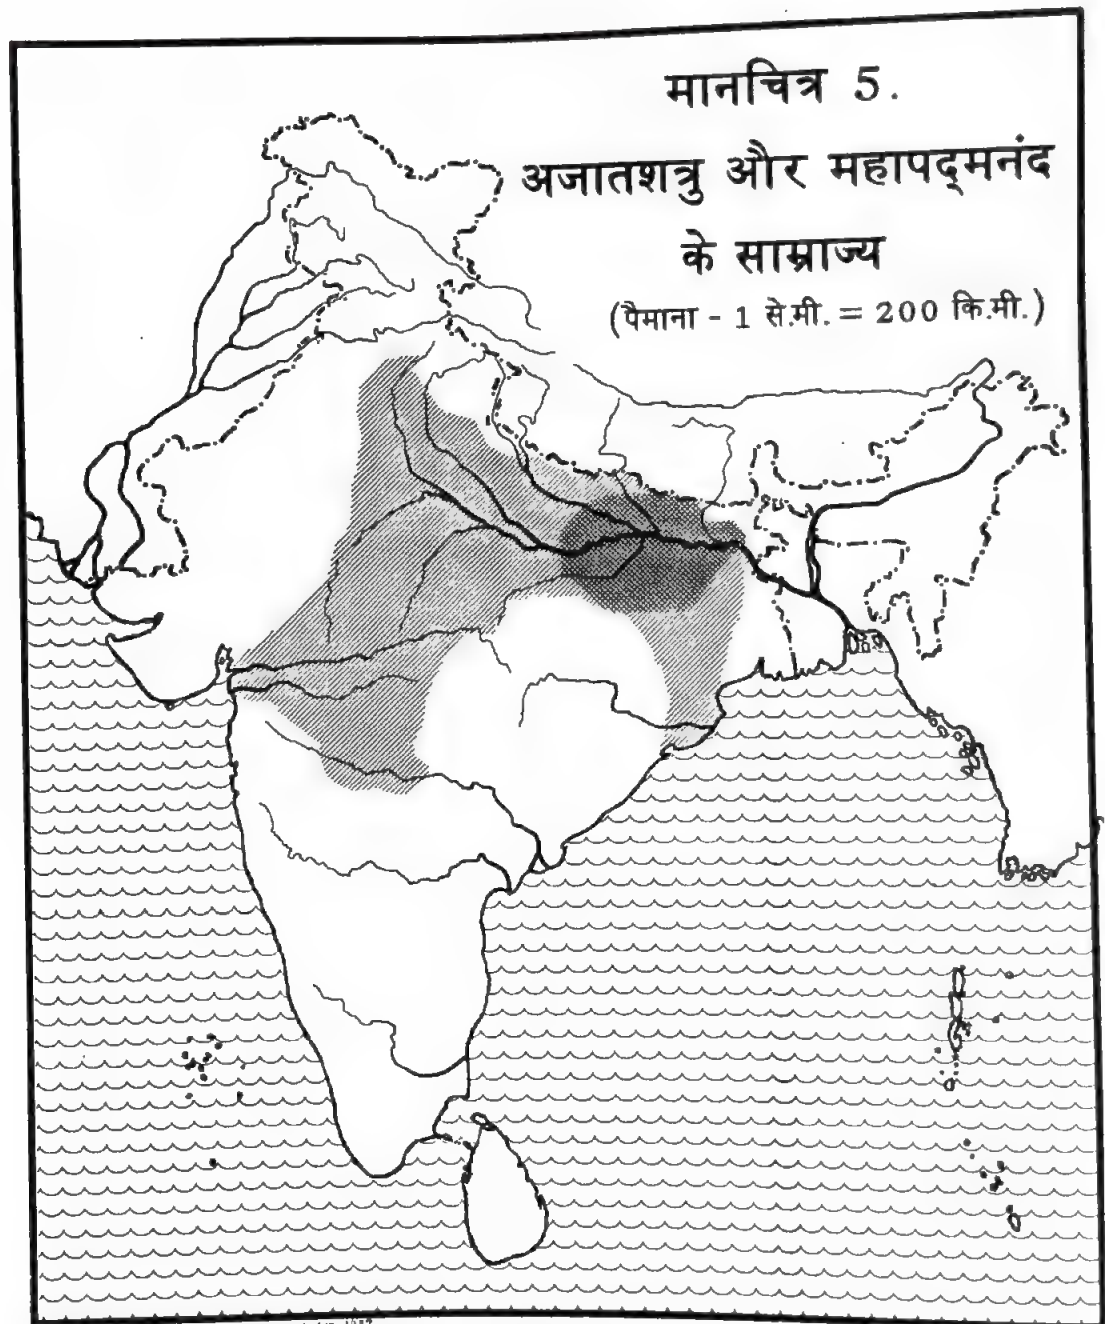 मानचित्र 5.
अजातशत्रु और महापद्मनंद
के साम्राज्य
(पैमाना - 1 से.मी. = 200 कि.मी.)